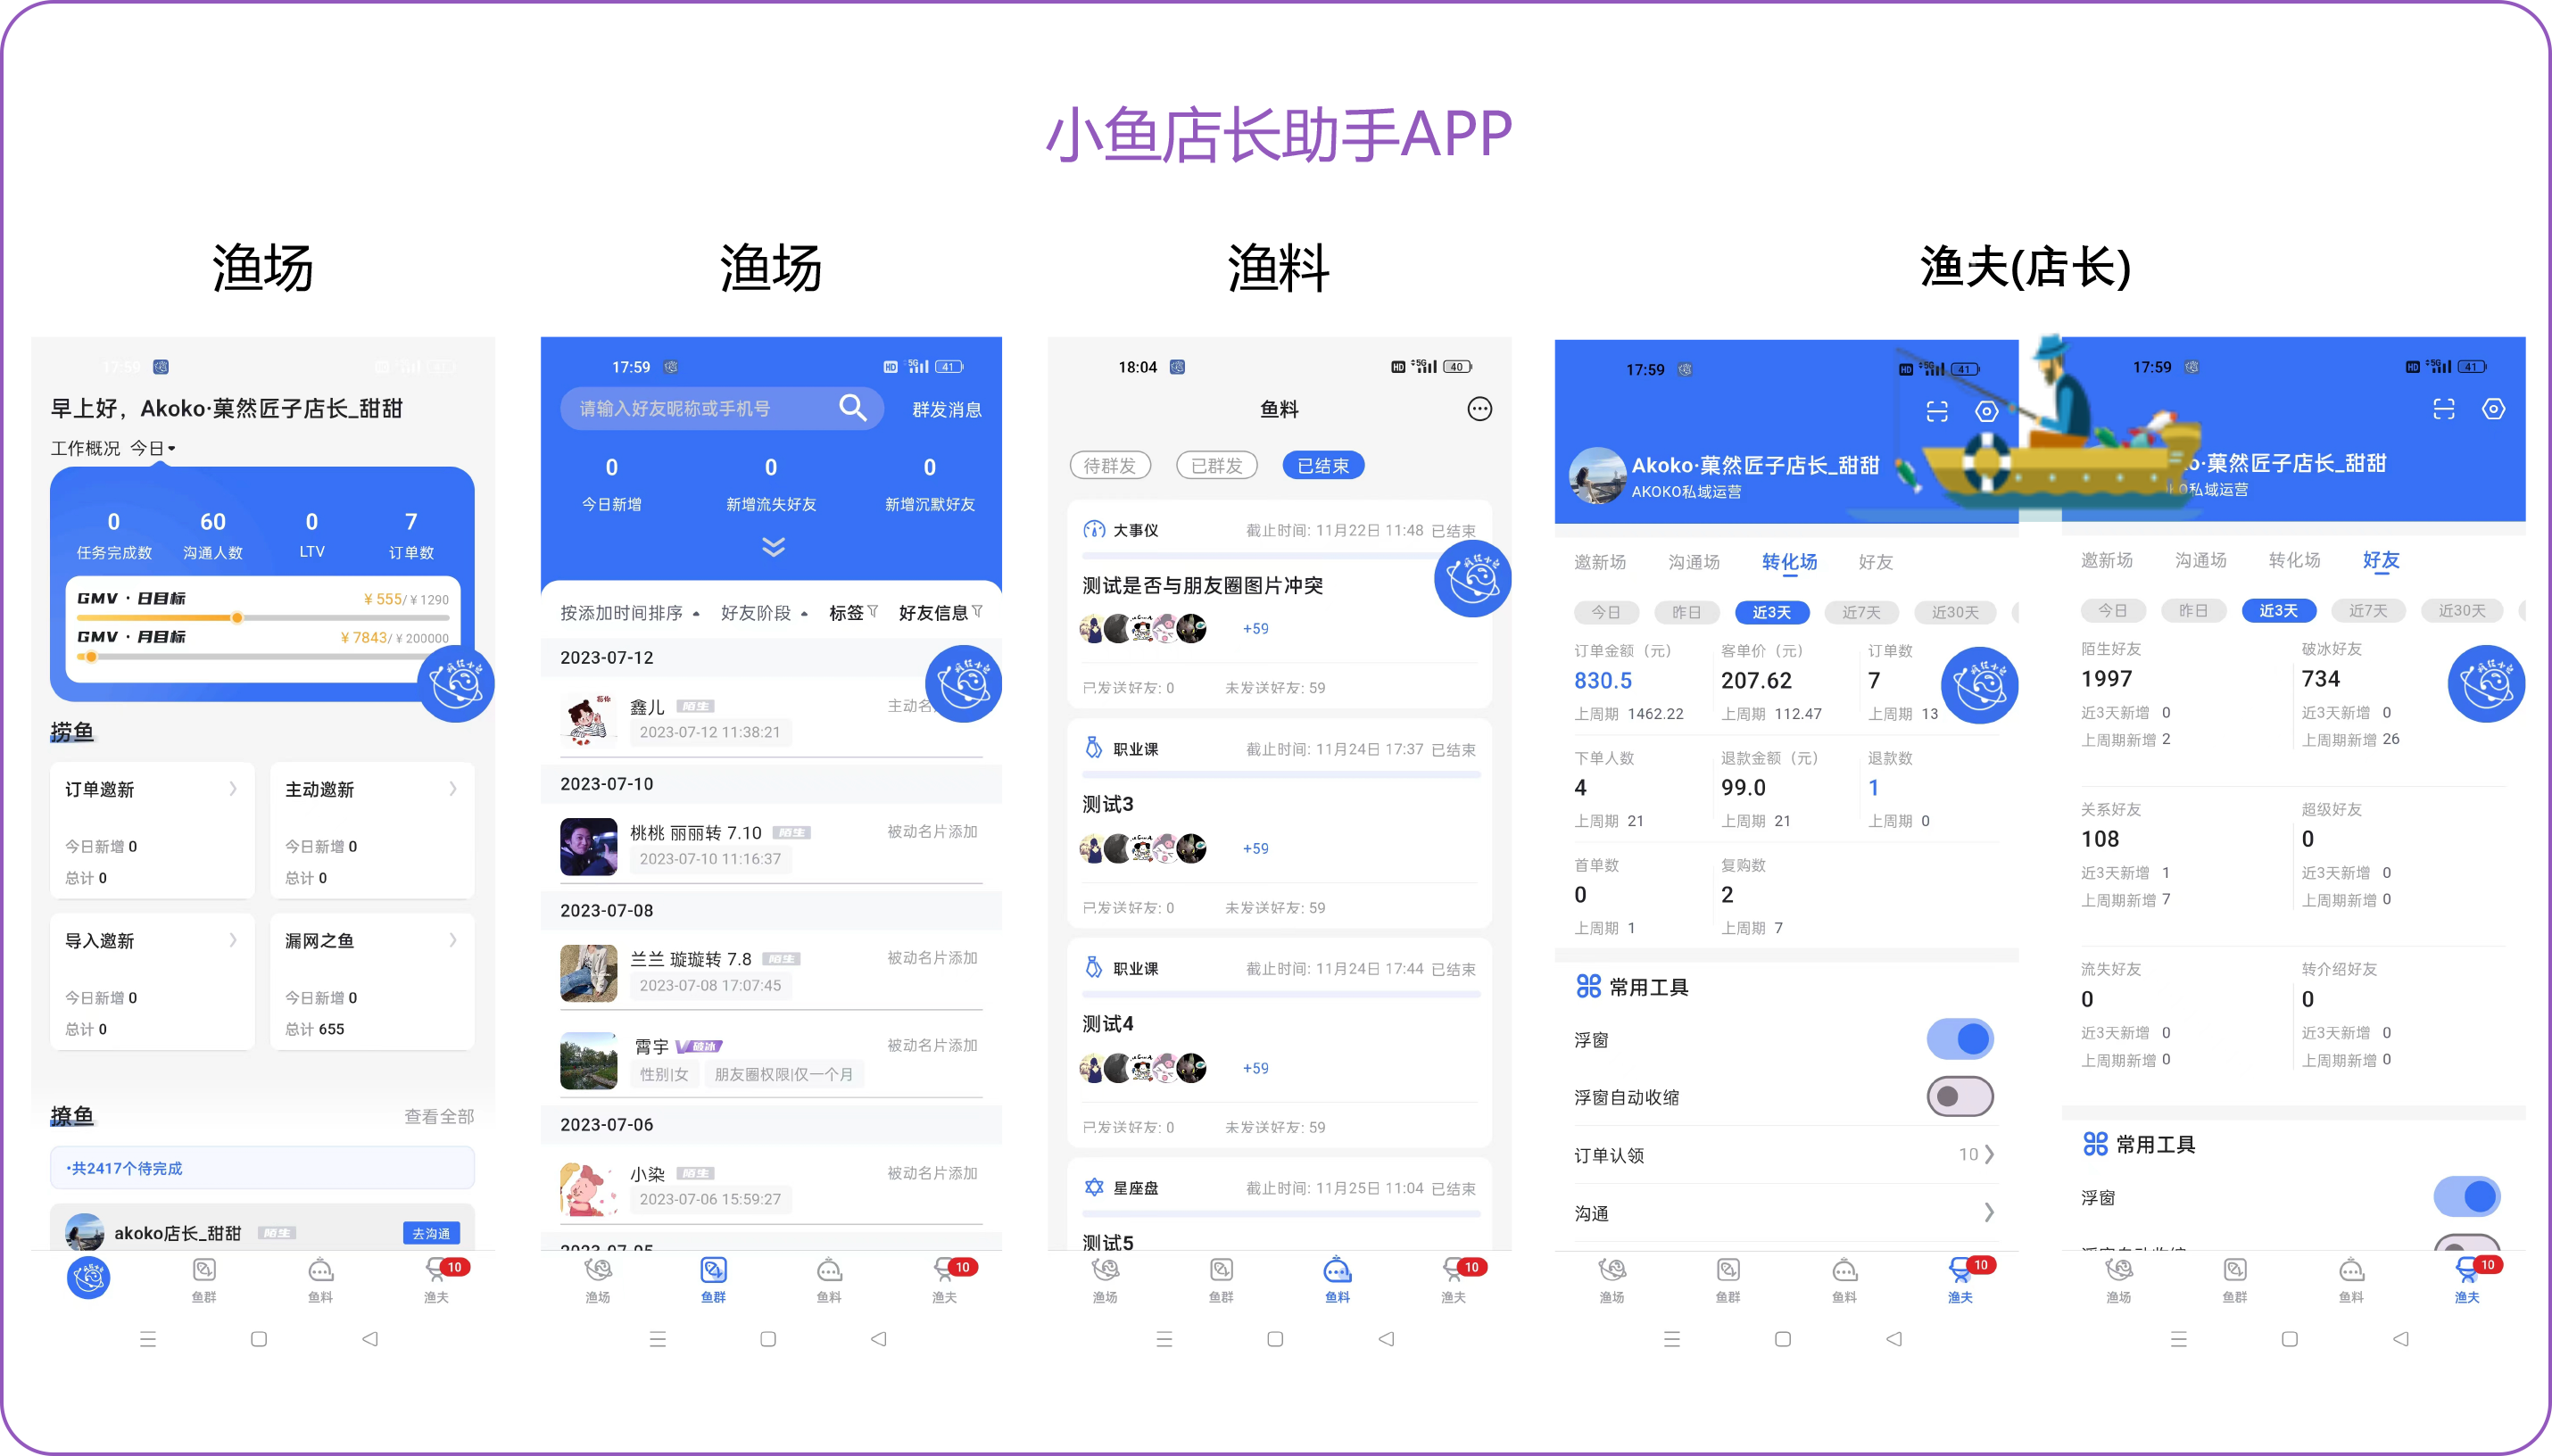 小鱼店长助手APP
渔场
渔场
渔料
渔夫(店长)
17:59
早上好，Akoko·菓然匠子店长_甜甜
工作概况 今日
0 60 0 7
任务完成数 沟通人数 LTV 订单数
GMV · 日目标 ¥555/¥1290
GMV · 月目标 ¥7843/¥200000
捞鱼
订单邀新 主动邀新
今日新增 0 今日新增 0
总计 0 总计 0
导入邀新 漏网之鱼
今日新增 0 今日新增 0
总计 0 总计 655
撩鱼 查看全部
·共2417个待完成
akoko店长_甜甜 陌生 去沟通
10
鱼群 鱼料 渔夫
17:59 HD 5G 41
请输入好友昵称或手机号 群发消息
0 0 0
今日新增 新增流失好友 新增沉默好友
按添加时间排序 好友阶段 标签 好友信息
2023-07-12
鑫儿 陌生 主动名
2023-07-12 11:38:21
2023-07-10
桃桃 丽丽转 7.10 陌生 被动名片添加
2023-07-10 11:16:37
2023-07-08
兰兰 璇璇转 7.8 陌生 被动名片添加
2023-07-08 17:07:45
霄宇 V破冰 被动名片添加
性别|女 朋友圈权限|仅一个月
2023-07-06
小染 陌生 被动名片添加
2023-07-06 15:59:27
2023-07-05
10
渔场 鱼群 鱼料 渔夫
18:04 HD 5G 40
鱼料
待群发 已群发 已结束
大事仪 截止时间: 11月22日 11:48 已结束
测试是否与朋友圈图片冲突
+59
已发送好友: 0 未发送好友: 59
职业课 截止时间: 11月24日 17:37 已结束
测试3
+59
已发送好友: 0 未发送好友: 59
职业课 截止时间: 11月24日 17:44 已结束
测试4
+59
已发送好友: 0 未发送好友: 59
星座盘 截止时间: 11月25日 11:04 已结束
测试5
10
渔场 鱼群 鱼料 渔夫
17:59 HD 5G 41
Akoko·菓然匠子店长_甜甜
AKOKO私域运营
邀新场 沟通场 转化场 好友
今日 昨日 近3天 近7天 近30天
订单金额（元） 客单价（元） 订单数
830.5 207.62 7
上周期 1462.22 上周期 112.47 上周期 13
下单人数 退款金额（元） 退款数
4 99.0 1
上周期 21 上周期 21 上周期 0
首单数 复购数
0 2
上周期 1 上周期 7
常用工具
浮窗
浮窗自动收缩
订单认领 10
沟通
10
渔场 鱼群 鱼料 渔夫
17:59 HD 5G 41
o·菓然匠子店长_甜甜
O私域运营
邀新场 沟通场 转化场 好友
今日 昨日 近3天 近7天 近30天
陌生好友 破冰好友
1997 734
近3天新增 0 近3天新增 0
上周期新增 2 上周期新增 26
关系好友 超级好友
108 0
近3天新增 1 近3天新增 0
上周期新增 7 上周期新增 0
流失好友 转介绍好友
0 0
近3天新增 0 近3天新增 0
上周期新增 0 上周期新增 0
常用工具
浮窗
浮窗自动收缩
10
渔场 鱼群 鱼料 渔夫